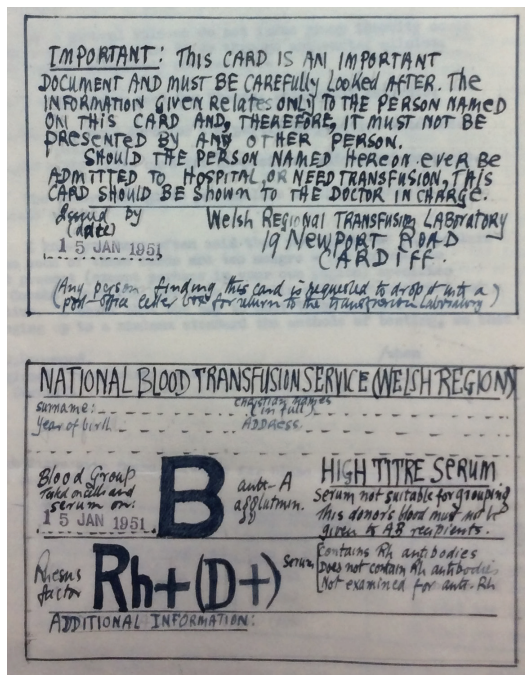 IMPORTANT: THIS CARD IS AN IMPORTANT
DOCUMENT AND MUST BE CAREFULLY LOOKED AFTER. The
INFORMATION GIVEN RELATES ONLY TO THE PERSON NAMED
ON THIS CARD AND, THEREFORE, IT MUST NOT BE
PRESENTED BY ANY OTHER PERSON.
SHOULD THE PERSON NAMED HEREON EVER BE
ADMITTED TO HOSPITAL, OR NEED TRANSFUSION, THIS
CARD SHOULD BE SHOWN TO THE DOCTOR IN CHARGE.
Issued by Welsh REGIONAL TRANSFUSION LABORATORY
(date) 19 NEWPORT ROAD
15 JAN 1951 CARDIFF.
(Any person finding this card is requested to drop it into a
post-office letter box for return to the transfusion laboratory)
NATIONAL BLOOD TRANSFUSION SERVICE (WELSH REGION)
surname: Christian names
(in full)
year of birth ADDRESS
Blood Group
Tested on cells and
serum on:
15 JAN 1951
B
anti-A
agglutinin.
HIGH TITRE SERUM
Serum not suitable for grouping
this donor's blood must not be
given to AB recipients.
Rhesus
factor
Rh+(D+)
Serum
Contains Rh antibodies
Does not contain Rh antibodies
Not examined for anti-Rh
ADDITIONAL INFORMATION: